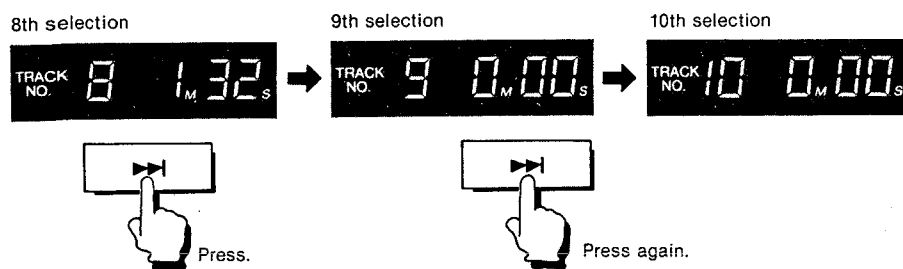 8th selection
TRACK NO. 8 1M 32S
9th selection
TRACK NO. 9 0M 00S
10th selection
TRACK NO. 10 0M 00S
Press.
Press again.